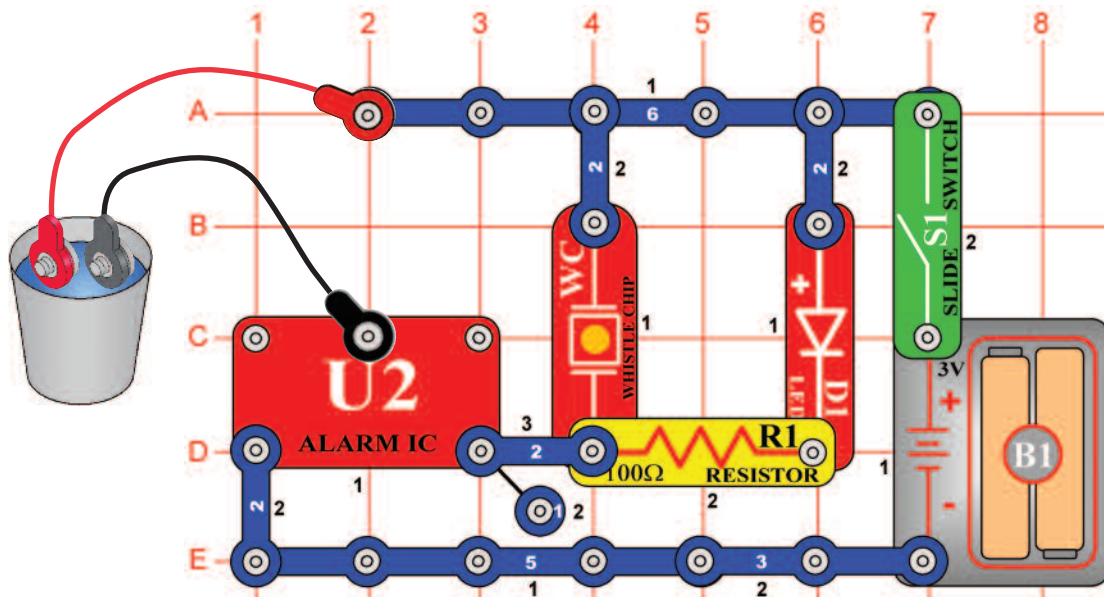 1 2 3 4 5 6 7 8
A
1
6
2 2
2 2
B
S1
SLIDE SWITCH
2
WC
WHISTLE CHIP
1
+
D1
LED
1
C
U2
ALARM IC
1
3V
+
-
B1
1
D
3
2
R1
100Ω
RESISTOR
2
1 2
2 2
E
5
1
3
2